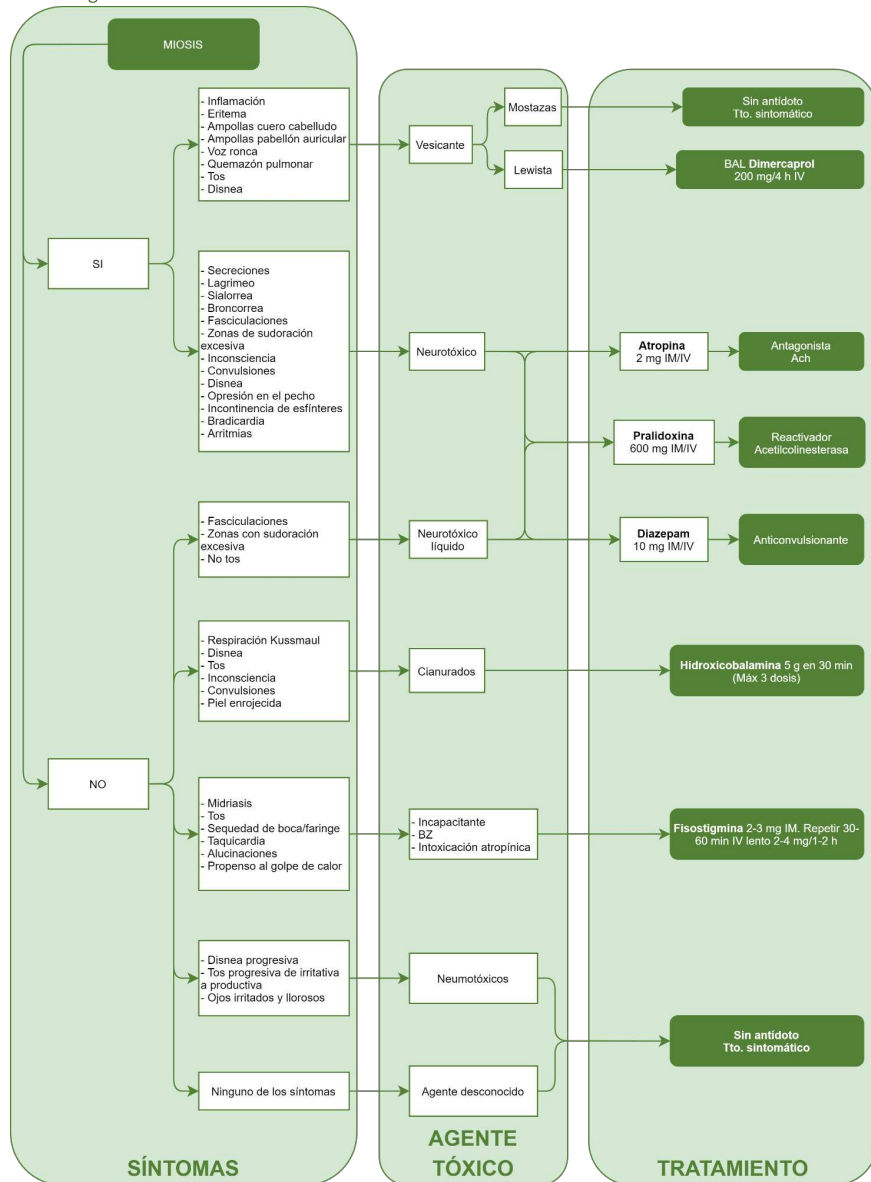 MIOSIS
- Inflamación
- Eritema
- Ampollas cuero cabelludo
- Ampollas pabellón auricular
- Voz ronca
- Quemazón pulmonar
- Tos
- Disnea
Vesicante
Mostazas
Sin antídoto
Tto. sintomático
Lewista
BAL Dimercaprol
200 mg/4 h IV
SI
- Secreciones
- Lagrimeo
- Sialorrea
- Broncorrea
- Fasciculaciones
- Zonas de sudoración
excesiva
- Inconsciencia
- Convulsiones
- Disnea
- Opresión en el pecho
- Incontinencia de esfínteres
- Bradicardia
- Arritmias
Neurotóxico
Atropina
2 mg IM/IV
Antagonista
Ach
Pralidoxina
600 mg IM/IV
Reactivador
Acetilcolinesterasa
- Fasciculaciones
- Zonas con sudoración
excesiva
- No tos
Neurotóxico
líquido
Diazepam
10 mg IM/IV
Anticonvulsionante
- Respiración Kussmaul
- Disnea
- Tos
- Inconsciencia
- Convulsiones
- Piel enrojecida
Cianurados
Hidroxicobalamina 5 g en 30 min
(Máx 3 dosis)
NO
- Midriasis
- Tos
- Sequedad de boca/faringe
- Taquicardia
- Alucinaciones
- Propenso al golpe de calor
- Incapacitante
- BZ
- Intoxicación atropínica
Fisostigmina 2-3 mg IM. Repetir 30-
60 min IV lento 2-4 mg/1-2 h
- Disnea progresiva
- Tos progresiva de irritativa
a productiva
- Ojos irritados y llorosos
Neumotóxicos
Sin antídoto
Tto. sintomático
Ninguno de los síntomas
Agente desconocido
SÍNTOMAS
AGENTE
TÓXICO
TRATAMIENTO